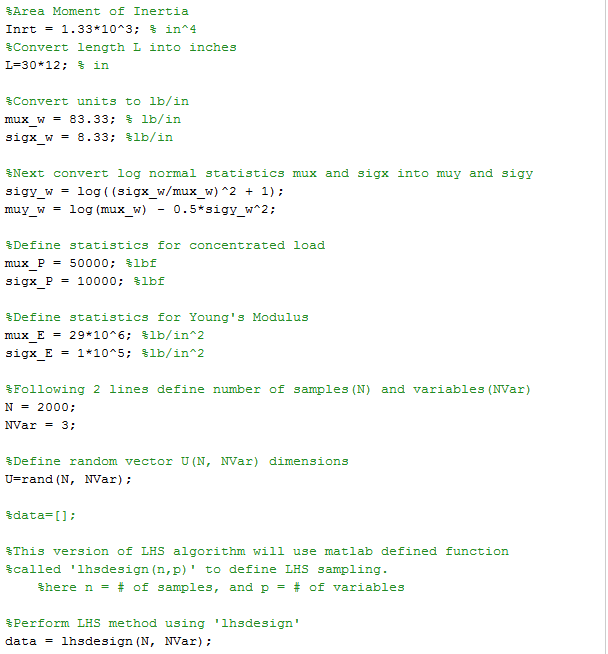 %Area Moment of Inertia
Inrt = 1.33*10^3; % in^4
%Convert length L into inches
L=30*12; % in
%Convert units to lb/in
mux_w = 83.33; % lb/in
sigx_w = 8.33; %lb/in
%Next convert log normal statistics mux and sigx into muy and sigy
sigy_w = log((sigx_w/mux_w)^2 + 1);
muy_w = log(mux_w) - 0.5*sigy_w^2;
%Define statistics for concentrated load
mux_P = 50000; %lbf
sigx_P = 10000; %lbf
%Define statistics for Young's Modulus
mux_E = 29*10^6; %lb/in^2
sigx_E = 1*10^5; %lb/in^2
%Following 2 lines define number of samples(N) and variables(NVar)
N = 2000;
NVar = 3;
%Define random vector U(N, NVar) dimensions
U=rand(N, NVar);
%data=[];
%This version of LHS algorithm will use matlab defined function
%called 'lhsdesign(n,p)' to define LHS sampling.
%here n = # of samples, and p = # of variables
%Perform LHS method using 'lhsdesign'
data = lhsdesign(N, NVar);